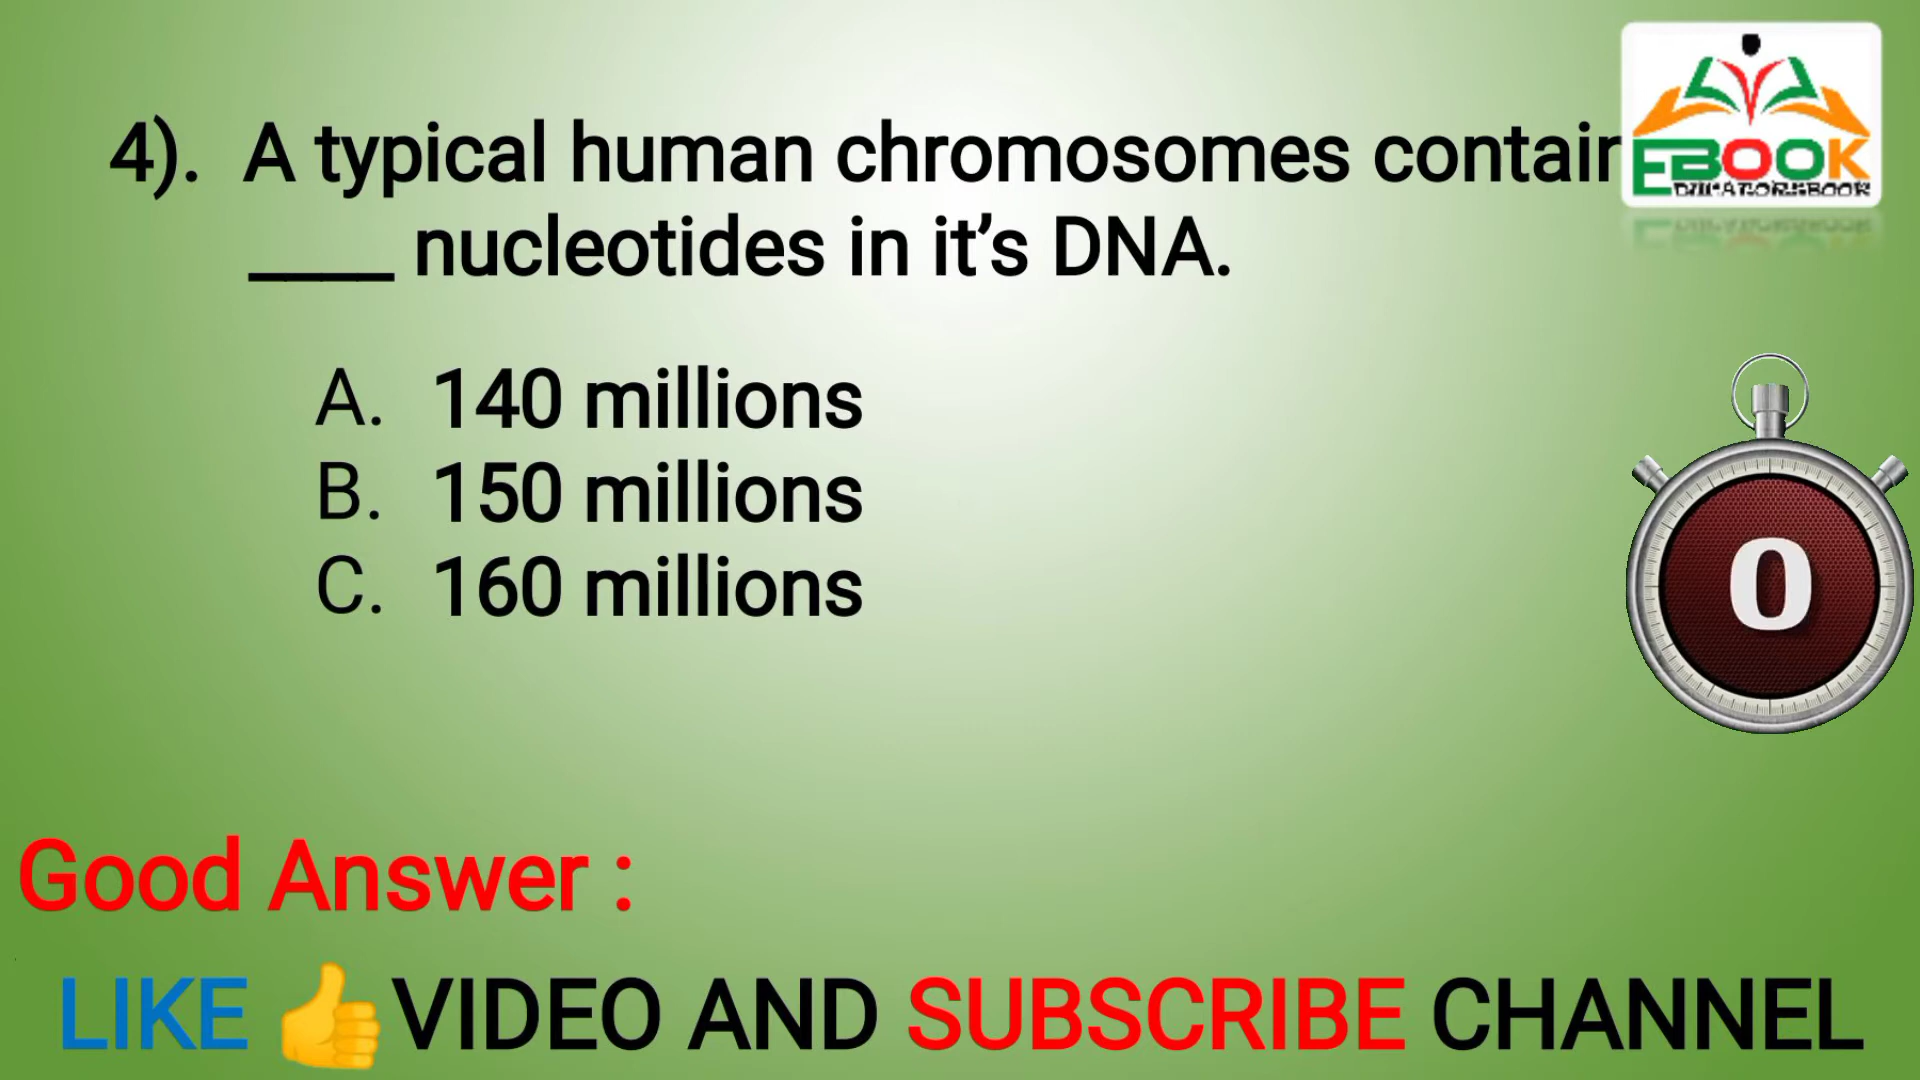 4). A typical human chromosomes contain
____ nucleotides in it’s DNA.
A. 140 millions
B. 150 millions
C. 160 millions
Good Answer :
LIKE 👍 VIDEO AND SUBSCRIBE CHANNEL
EBOOK
EDUCATORSEBOOK
0